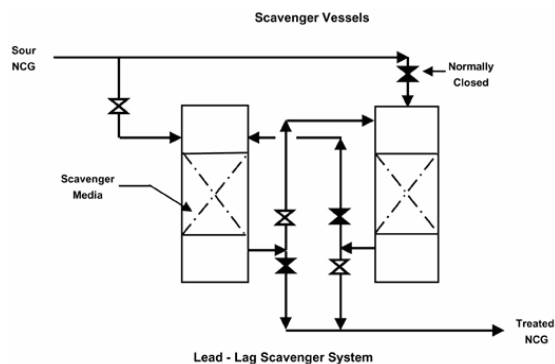 Scavenger Vessels
Sour
NCG
Normally
Closed
Scavenger
Media
Treated
NCG
Lead - Lag Scavenger System